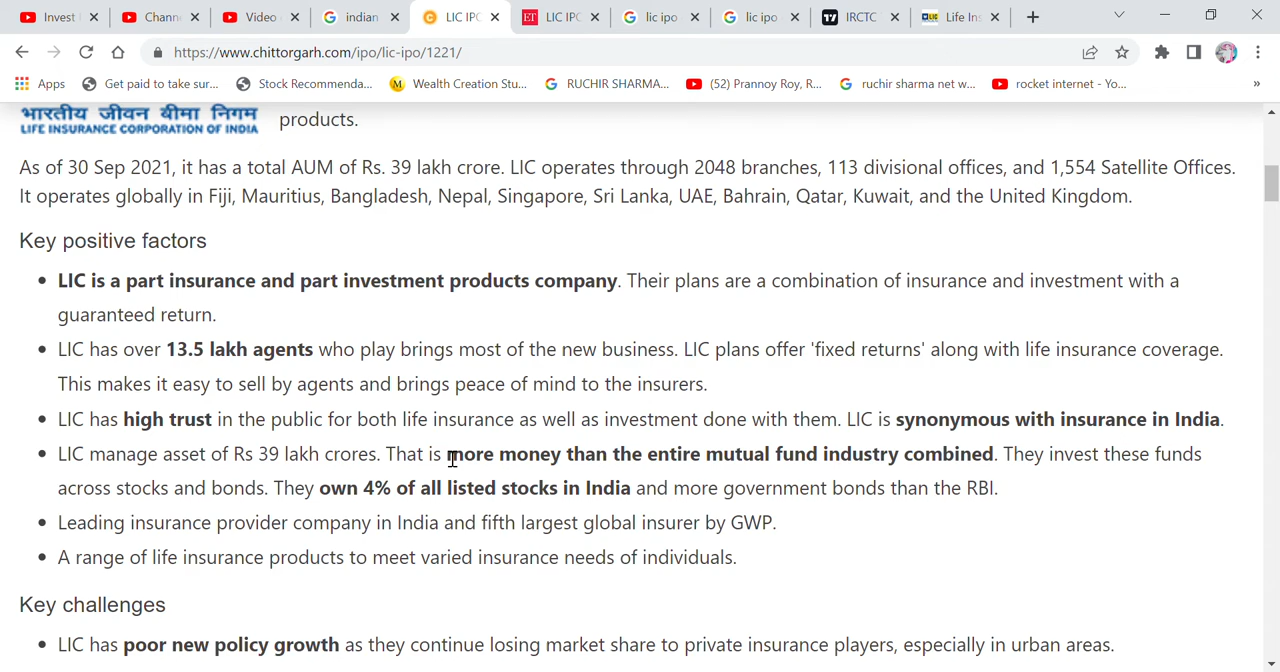 Invest
Chann
Video
indian
LIC IPO
LIC IPO
lic ipo
lic ipo
IRCTC
Life Ins
https://www.chittorgarh.com/ipo/lic-ipo/1221/
Apps
Get paid to take sur...
Stock Recommenda...
Wealth Creation Stu...
RUCHIR SHARMA...
(52) Prannoy Roy, R...
ruchir sharma net w...
rocket internet - Yo...
»
भारतीय जीवन बीमा निगम
LIFE INSURANCE CORPORATION OF INDIA
products.
As of 30 Sep 2021, it has a total AUM of Rs. 39 lakh crore. LIC operates through 2048 branches, 113 divisional offices, and 1,554 Satellite Offices.
It operates globally in Fiji, Mauritius, Bangladesh, Nepal, Singapore, Sri Lanka, UAE, Bahrain, Qatar, Kuwait, and the United Kingdom.
Key positive factors
• LIC is a part insurance and part investment products company. Their plans are a combination of insurance and investment with a
guaranteed return.
• LIC has over 13.5 lakh agents who play brings most of the new business. LIC plans offer 'fixed returns' along with life insurance coverage.
This makes it easy to sell by agents and brings peace of mind to the insurers.
• LIC has high trust in the public for both life insurance as well as investment done with them. LIC is synonymous with insurance in India.
• LIC manage asset of Rs 39 lakh crores. That is more money than the entire mutual fund industry combined. They invest these funds
across stocks and bonds. They own 4% of all listed stocks in India and more government bonds than the RBI.
• Leading insurance provider company in India and fifth largest global insurer by GWP.
• A range of life insurance products to meet varied insurance needs of individuals.
Key challenges
• LIC has poor new policy growth as they continue losing market share to private insurance players, especially in urban areas.